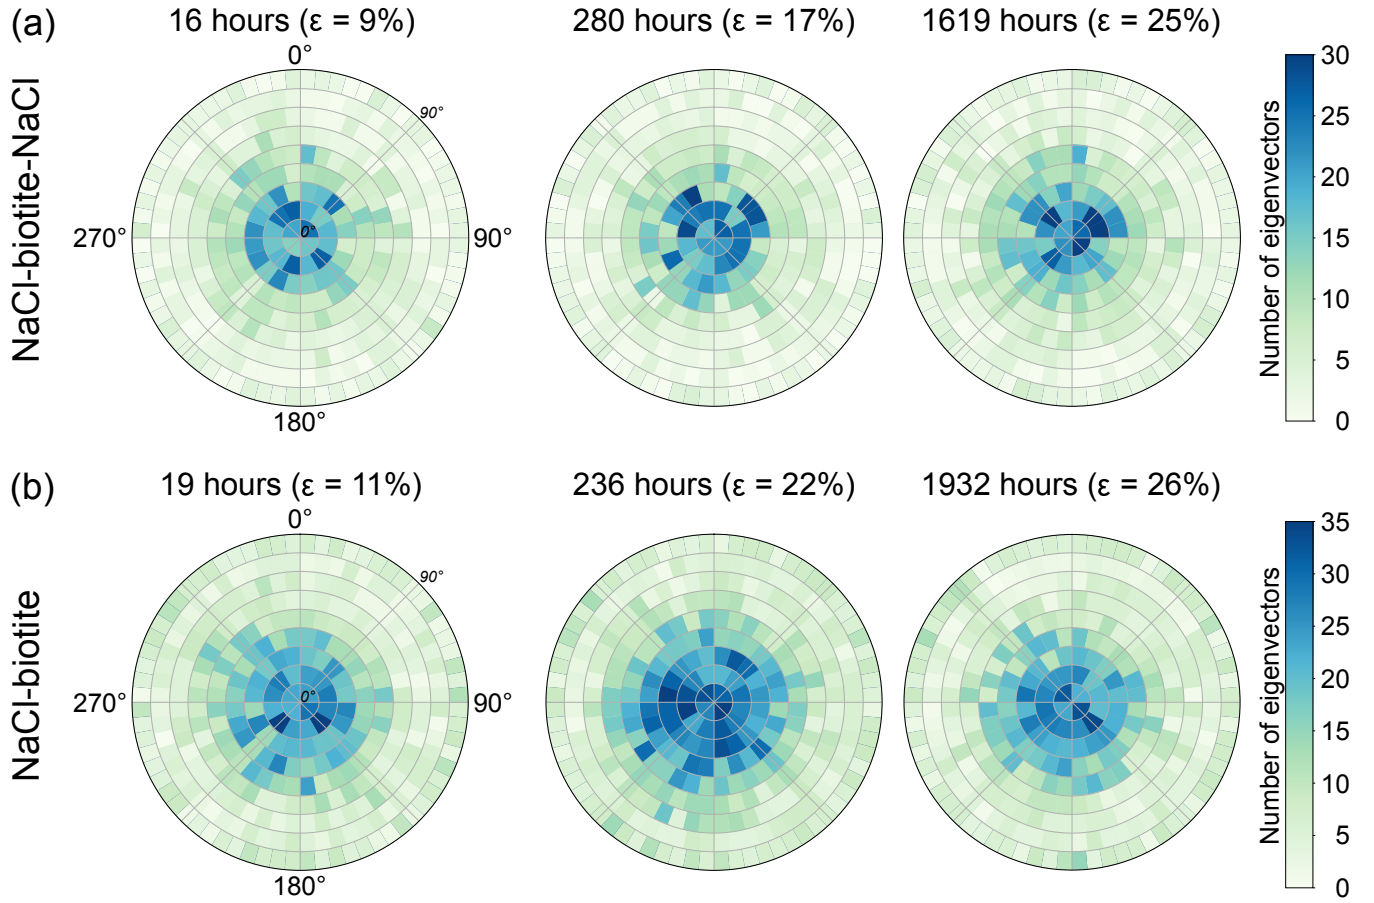 (a)
16 hours (ε = 9%)
280 hours (ε = 17%)
1619 hours (ε = 25%)
NaCl-biotite-NaCl
0°
90°
0°
270°
90°
180°
Number of eigenvectors
30
25
20
15
10
5
0
(b)
19 hours (ε = 11%)
236 hours (ε = 22%)
1932 hours (ε = 26%)
NaCl-biotite
0°
90°
0°
270°
90°
180°
Number of eigenvectors
35
30
25
20
15
10
5
0